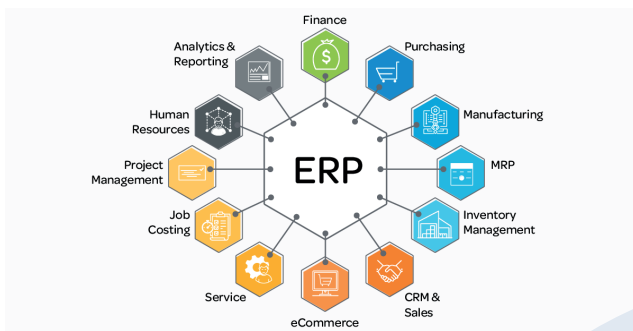 Finance
Purchasing
Manufacturing
MRP
Inventory
Management
CRM &
Sales
eCommerce
Service
Job
Costing
Project
Management
Human
Resources
Analytics &
Reporting
ERP
$